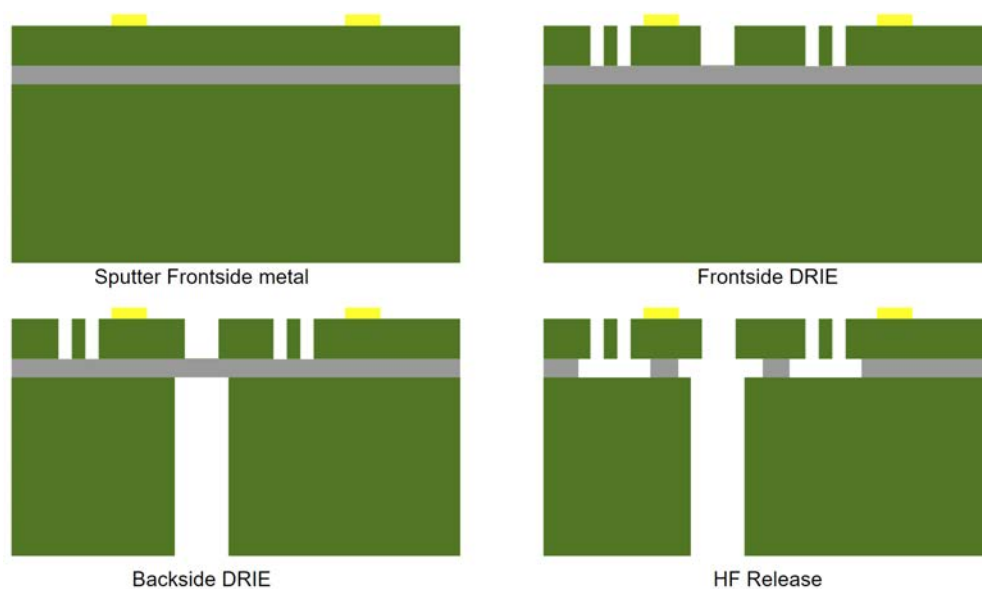 Sputter Frontside metal
Frontside DRIE
Backside DRIE
HF Release